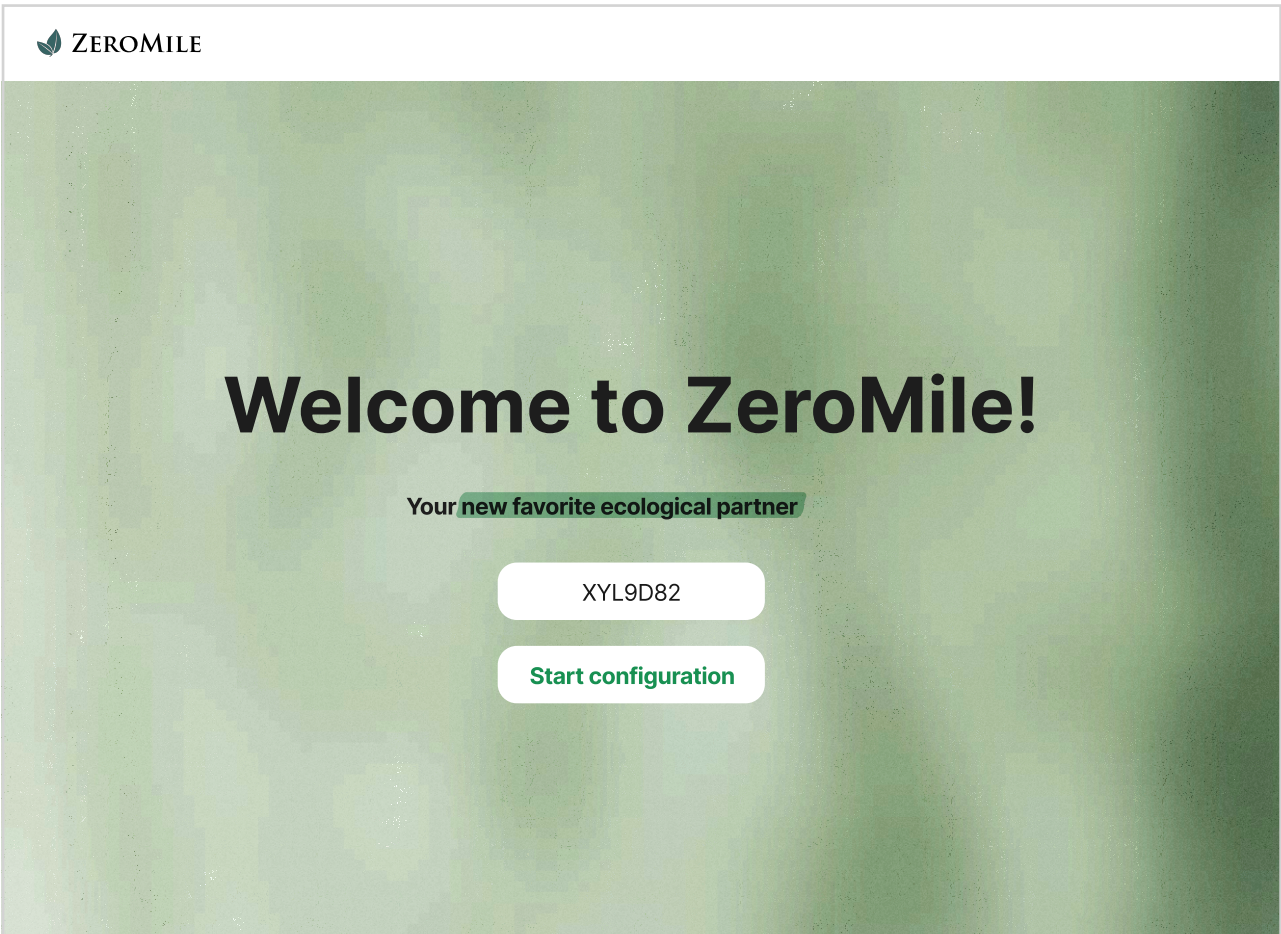 ZEROMILE
Welcome to ZeroMile!
Your new favorite ecological partner
XYL9D82
Start configuration